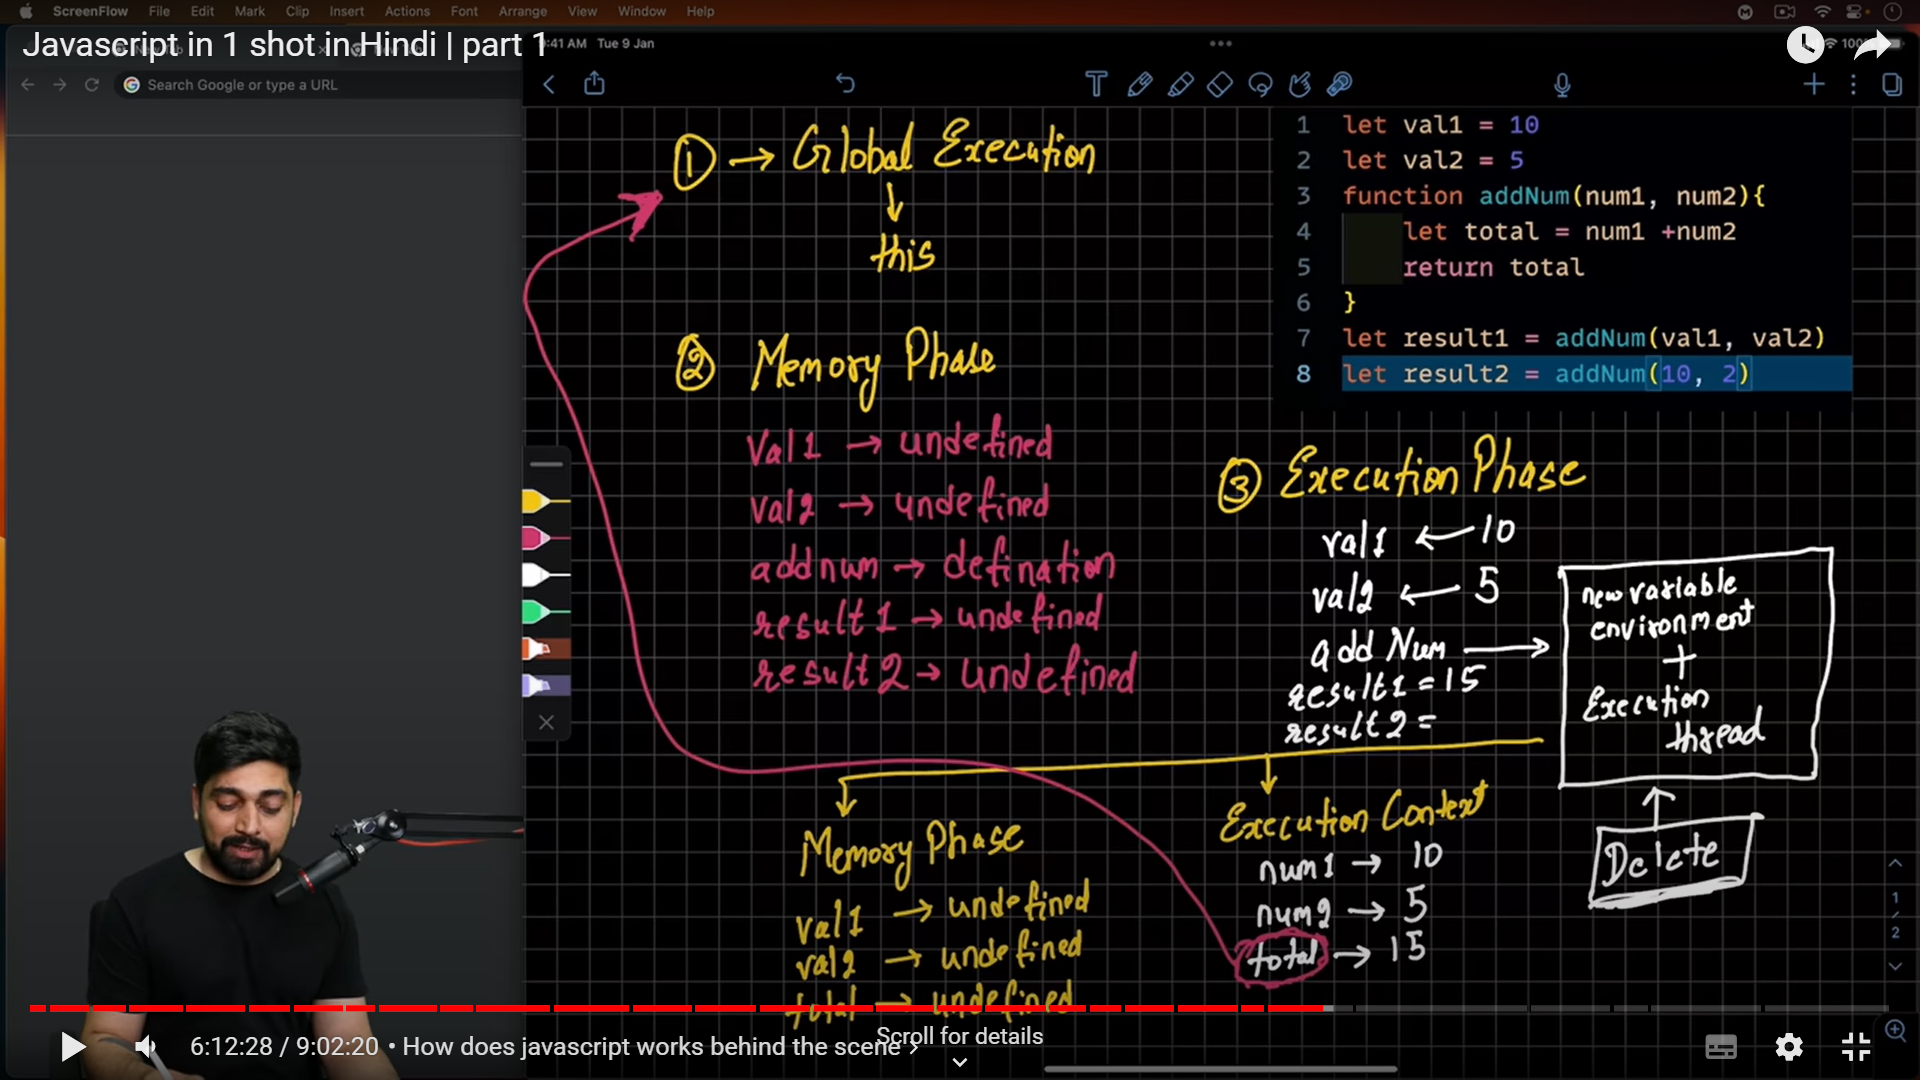 ScreenFlow File Edit Mark Clip Insert Actions Font Arrange View Window Help
Javascript in 1 shot in Hindi | part 1
:41 AM Tue 9 Jan
100
Search Google or type a URL
① → Global Execution
↓
this
② Memory Phase
Val1 → undefined
val2 → undefined
addnum → defination
result1 → undefined
result2 → undefined
1 let val1 = 10
2 let val2 = 5
3 function addNum(num1, num2){
4 let total = num1 +num2
5 return total
6 }
7 let result1 = addNum(val1, val2)
8 let result2 = addNum(10, 2)
③ Execution Phase
val1 ← 10
val2 ← 5
add Num →
result1 = 15
result2 =
new variable
environment
+
Execution
thread
Delete
Memory Phase
val1 → undefined
val2 → undefined
total → undefined
Execution Context
num1 → 10
num2 → 5
total → 15
1
/
2
6:12:28 / 9:02:20 • How does javascript works behind the scene ›
Scroll for details